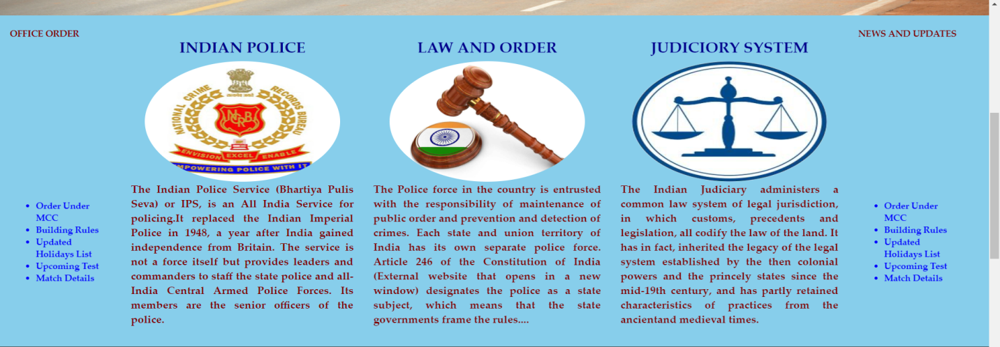 OFFICE ORDER
INDIAN POLICE
NATIONAL CRIME RECORDS BUREAU
NCRB
ENVISION EXCEL ENABLE
EMPOWERING POLICE WITH IT
The Indian Police Service (Bhartiya Pulis
Seva) or IPS, is an All India Service for
policing.It replaced the Indian Imperial
Police in 1948, a year after India gained
independence from Britain. The service is
not a force itself but provides leaders and
commanders to staff the state police and all-
India Central Armed Police Forces. Its
members are the senior officers of the
police.
LAW AND ORDER
The Police force in the country is entrusted
with the responsibility of maintenance of
public order and prevention and detection of
crimes. Each state and union territory of
India has its own separate police force.
Article 246 of the Constitution of India
(External website that opens in a new
window) designates the police as a state
subject, which means that the state
governments frame the rules....
JUDICIORY SYSTEM
The Indian Judiciary administers a
common law system of legal jurisdiction,
in which customs, precedents and
legislation, all codify the law of the land. It
has in fact, inherited the legacy of the legal
system established by the then colonial
powers and the princely states since the
mid-19th century, and has partly retained
characteristics of practices from the
ancientand medieval times.
NEWS AND UPDATES
• Order Under
MCC
• Building Rules
• Updated
Holidays List
• Upcoming Test
• Match Details
• Order Under
MCC
• Building Rules
• Updated
Holidays List
• Upcoming Test
• Match Details